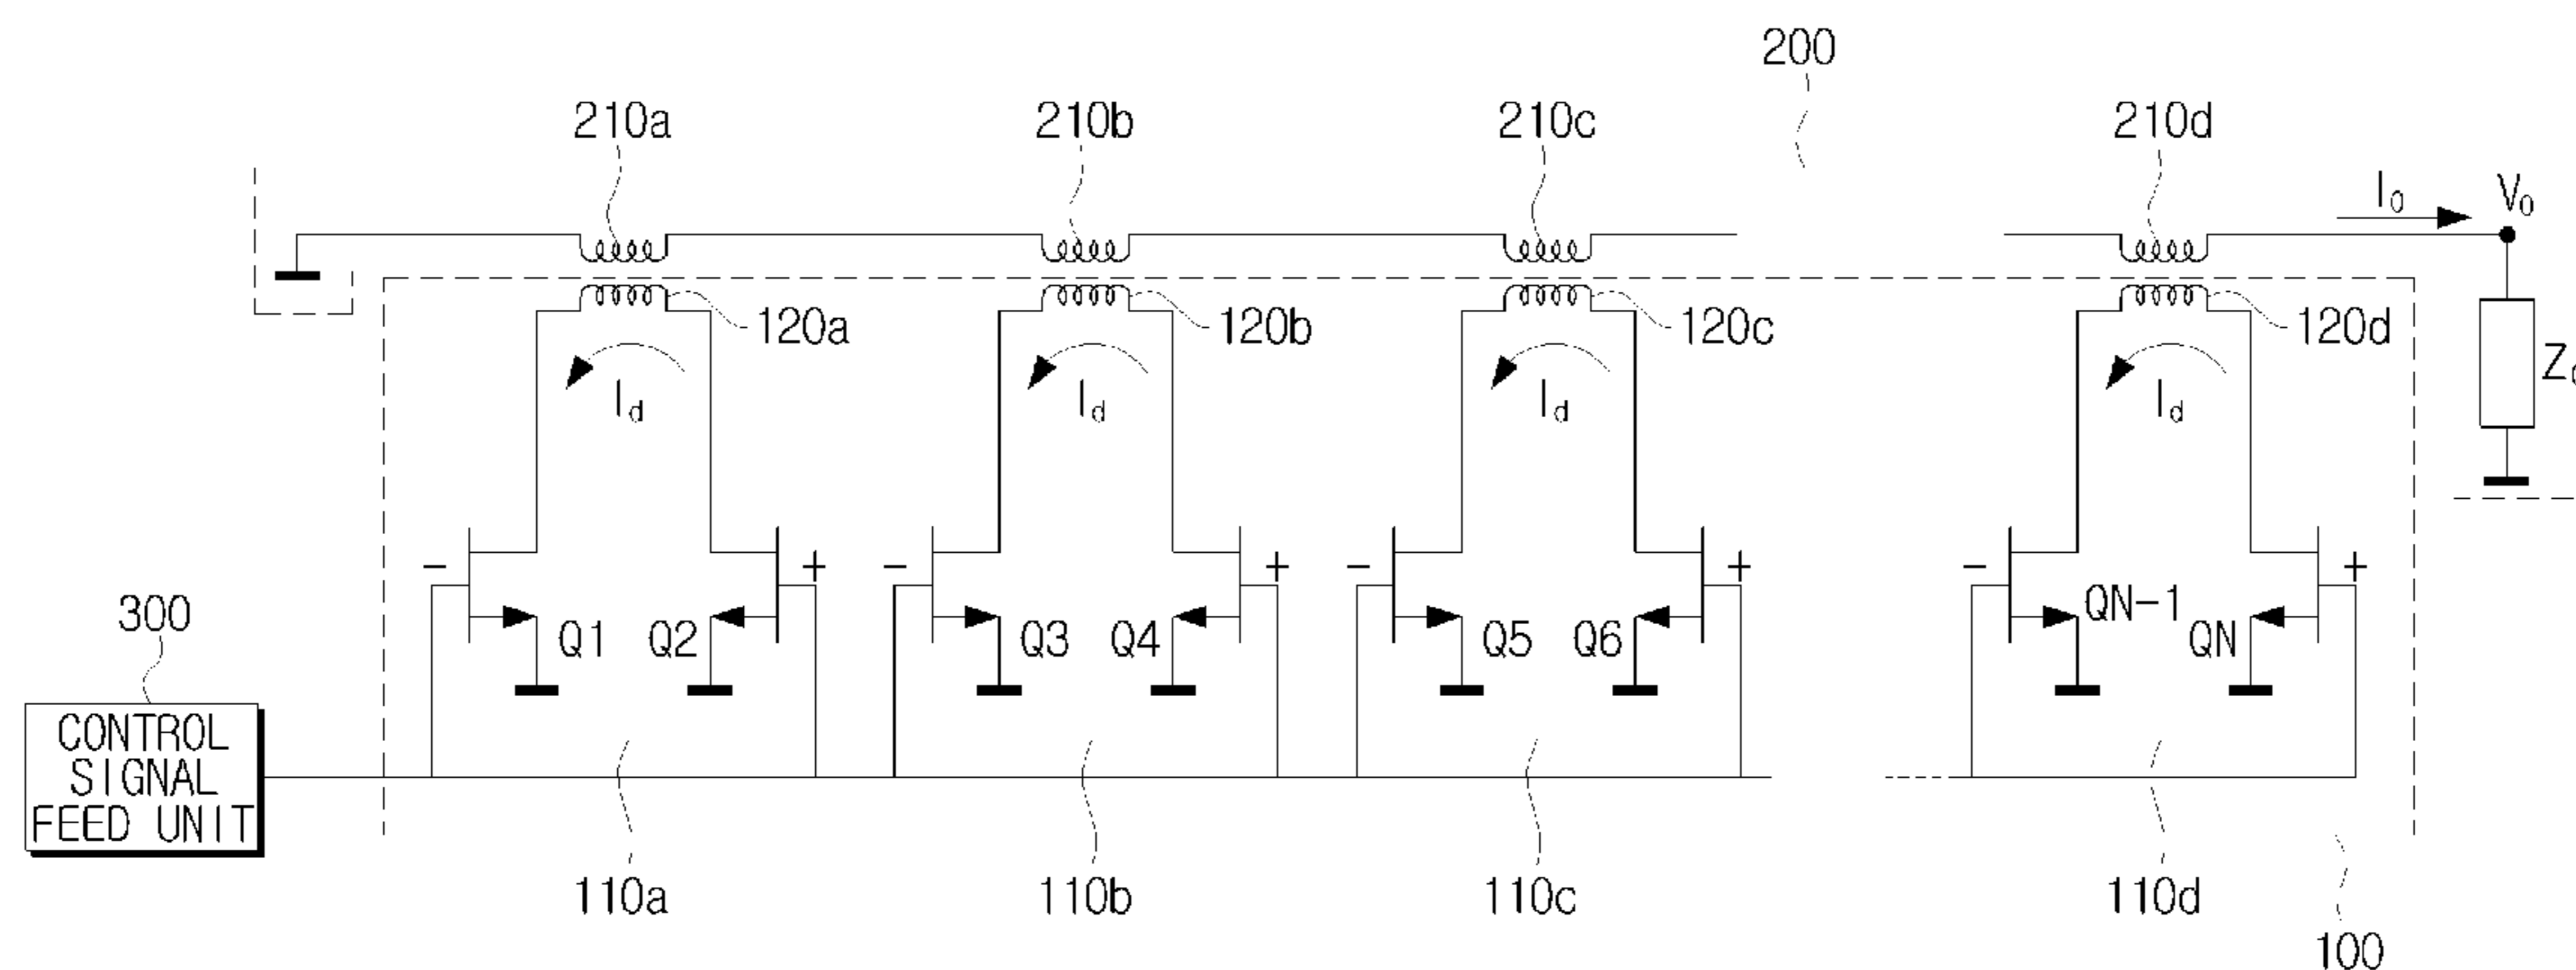 200
210a 210b 210c 210d
I0 V0
120a 120b 120c 120d
Id Id Id Id
- + - + - + - +
Q1 Q2 Q3 Q4 Q5 Q6 QN-1 QN
300
CONTROL
SIGNAL
FEED UNIT
110a 110b 110c 110d
100